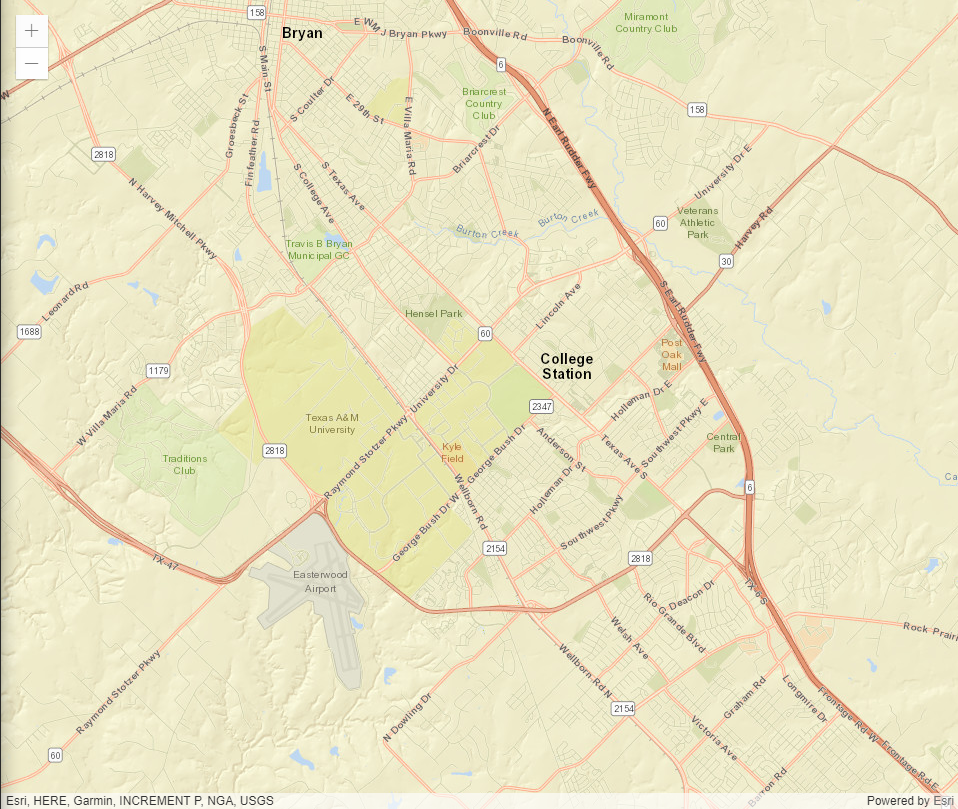 158
Bryan
E WM J Bryan Pkwy
Boonville Rd
Boonville Rd
Miramont
Country Club
S Main St
6
S Coulter Dr
E 29th St
Briarcrest
Country
Club
W
Groesbeck St
Finfeather Rd
E Villa Maria Rd
Briarcrest Dr
N Earl Rudder Fwy
158
2818
N Harvey Mitchell Pkwy
S College Ave
S Texas Ave
University Dr E
Burton Creek
Burton Creek
60
Veterans
Athletic
Park
Harvey Rd
Travis B Bryan
Municipal GC
30
Leonard Rd
1688
Hensel Park
Lincoln Ave
S Earl Rudder Fwy
60
College
Station
Post
Oak
Mall
1179
W Villa Maria Rd
University Dr
2347
Holleman Dr E
Southwest Pkwy E
Texas A&M
University
Raymond Stotzer Pkwy
Kyle
Field
George Bush Dr
Anderson St
Texas Ave S
Central
Park
2818
Traditions
Club
Wellborn Rd
Holleman Dr
Ca
6
George Bush Dr W
Southwest Pkwy
2154
2818
TX-47
Easterwood
Airport
TX-6 S
Deacon Dr
Rio Grande Blvd
Welsh Ave
Rock Prairi
Raymond Stotzer Pkwy
Wellborn Rd N
N Dowling Dr
2154
Graham Rd
Longmire Dr
Victoria Ave
Frontage Rd W
Frontage Rd E
60
Barron Rd
Esri, HERE, Garmin, INCREMENT P, NGA, USGS
Powered by Esri